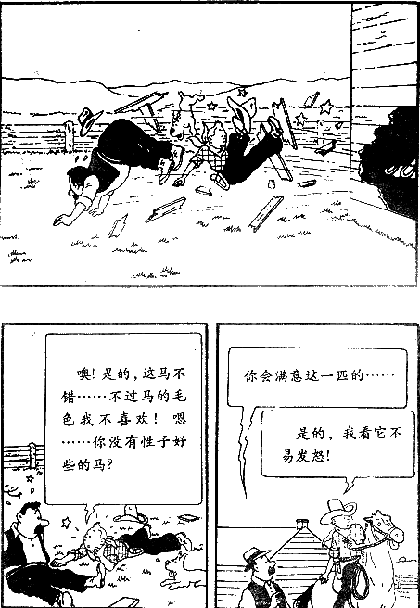 噢！是的，这马不
错……不过马的毛
色我不喜欢！嗯
……你没有性子好
些的马？
你会满意这一匹的……
是的，我看它不
易发怒！